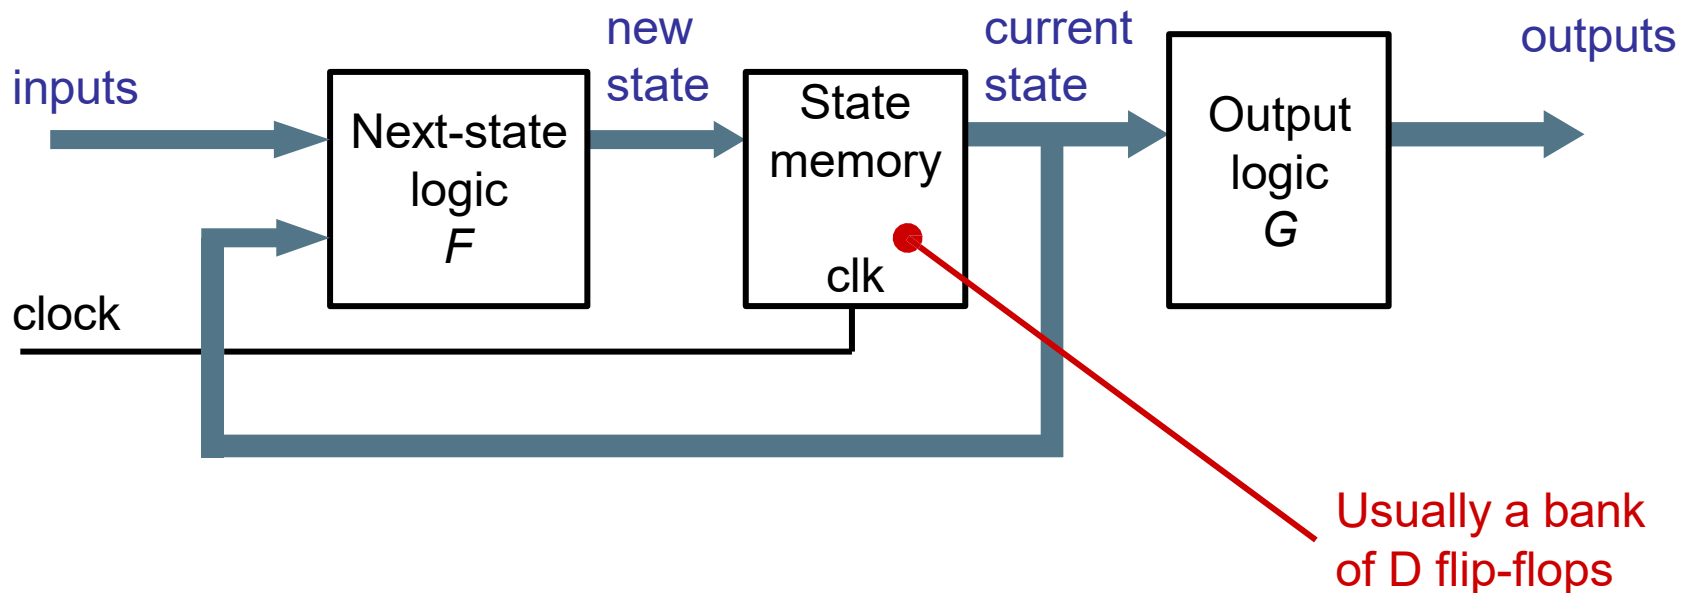 inputs
Next-state
logic
F
new
state
State
memory
clk
current
state
Output
logic
G
outputs
clock
Usually a bank
of D flip-flops